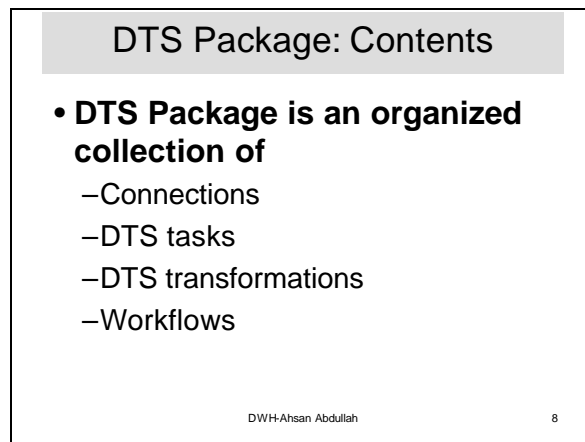 DTS Package: Contents
• DTS Package is an organized
collection of
–Connections
–DTS tasks
–DTS transformations
–Workflows
DWH-Ahsan Abdullah 8